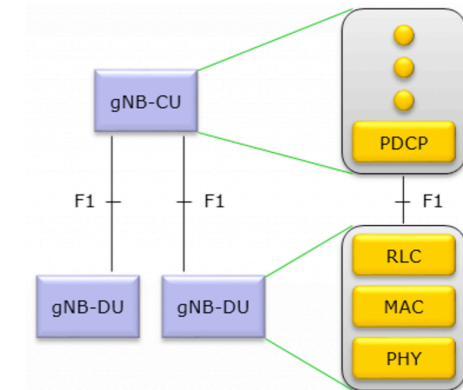 gNB-CU
PDCP
F1
F1
F1
RLC
gNB-DU
gNB-DU
MAC
PHY